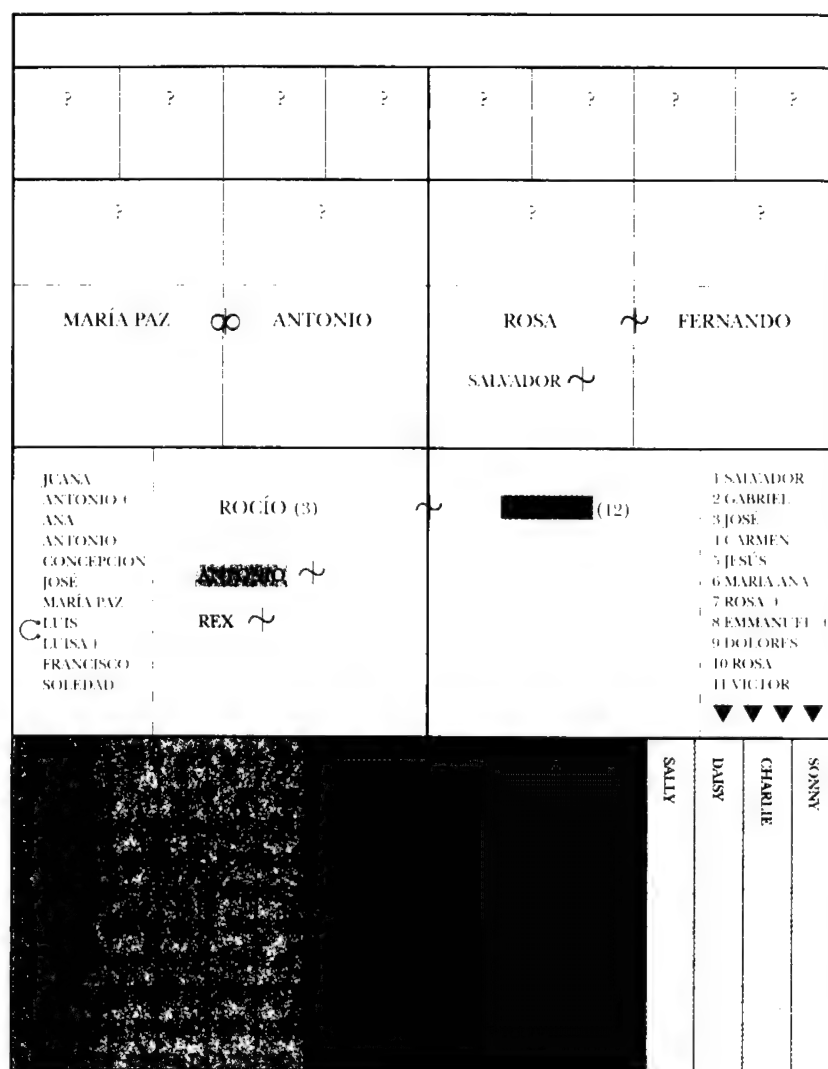 ? ? ? ? ? ? ? ?
? ? ? ?
MARÍA PAZ ANTONIO ROSA FERNANDO
SALVADOR
JUANA
ANTONIO
ANA
ANTONIO
CONCEPCION
JOSÉ
MARÍA PAZ
LUIS
LUISA
FRANCISCO
SOLEDAD
ROCÍO (3)
ANTONIO
REX
(12)
1 SALVADOR
2 GABRIEL
3 JOSÉ
4 CARMEN
5 JESÚS
6 MARIA ANA
7 ROSA
8 EMMANUEL
9 DOLORES
10 ROSA
11 VICTOR
SALLY
DAISY
CHARLIE
SONNY